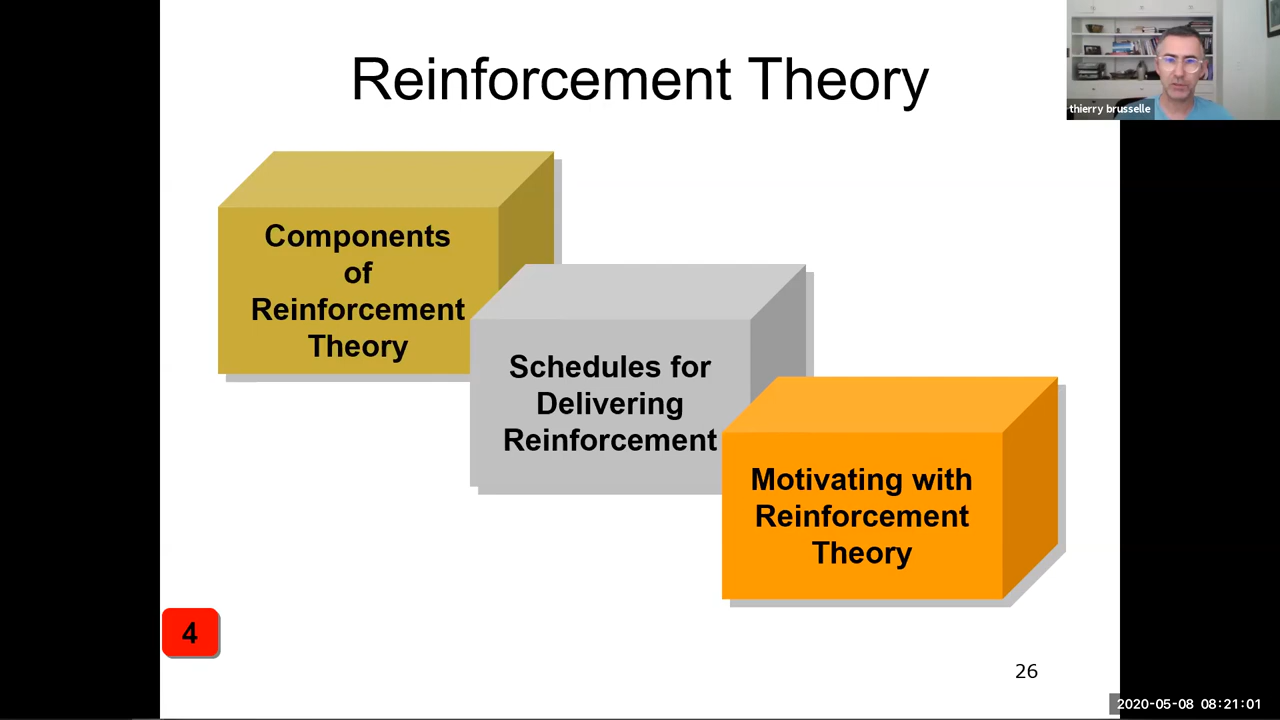 Reinforcement Theory
thierry brusselle
Components
of
Reinforcement
Theory
Schedules for
Delivering
Reinforcement
Motivating with
Reinforcement
Theory
4
26
2020-05-08 08:21:01